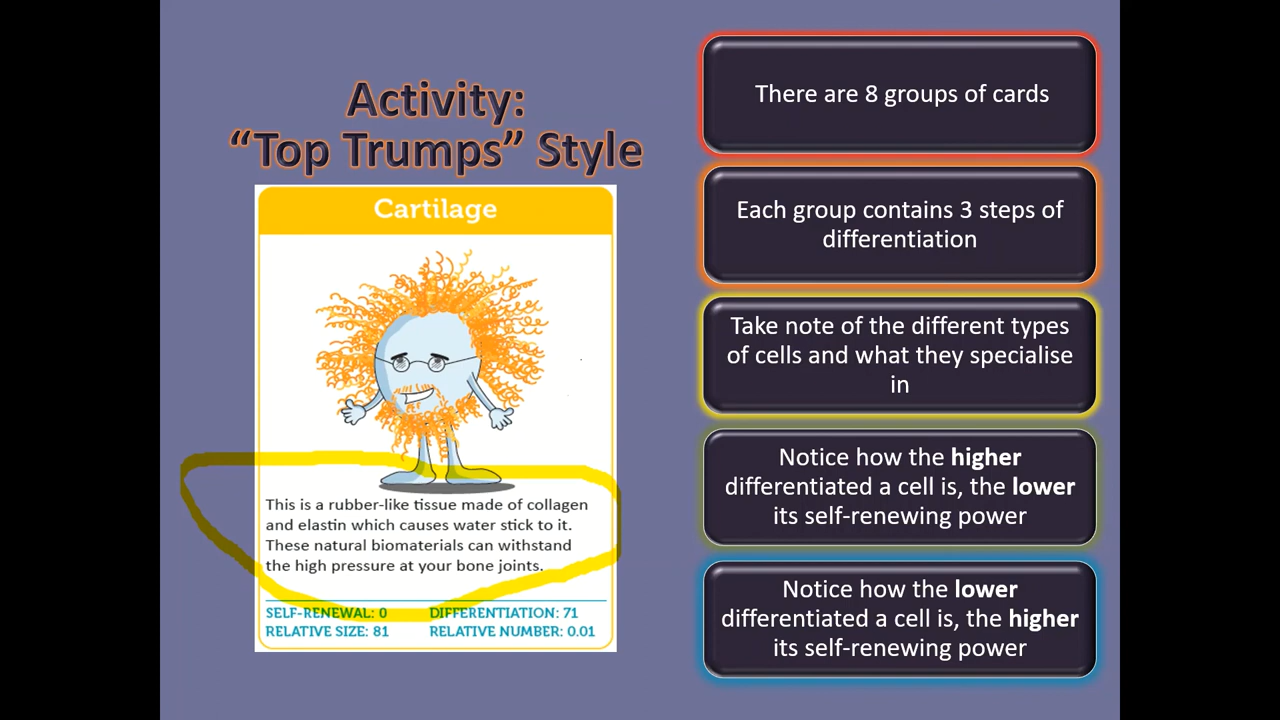 Activity:
“Top Trumps” Style
Cartilage
This is a rubber-like tissue made of collagen
and elastin which causes water stick to it.
These natural biomaterials can withstand
the high pressure at your bone joints.
SELF-RENEWAL: 0 DIFFERENTIATION: 71
RELATIVE SIZE: 81 RELATIVE NUMBER: 0.01
There are 8 groups of cards
Each group contains 3 steps of
differentiation
Take note of the different types
of cells and what they specialise
in
Notice how the higher
differentiated a cell is, the lower
its self-renewing power
Notice how the lower
differentiated a cell is, the higher
its self-renewing power